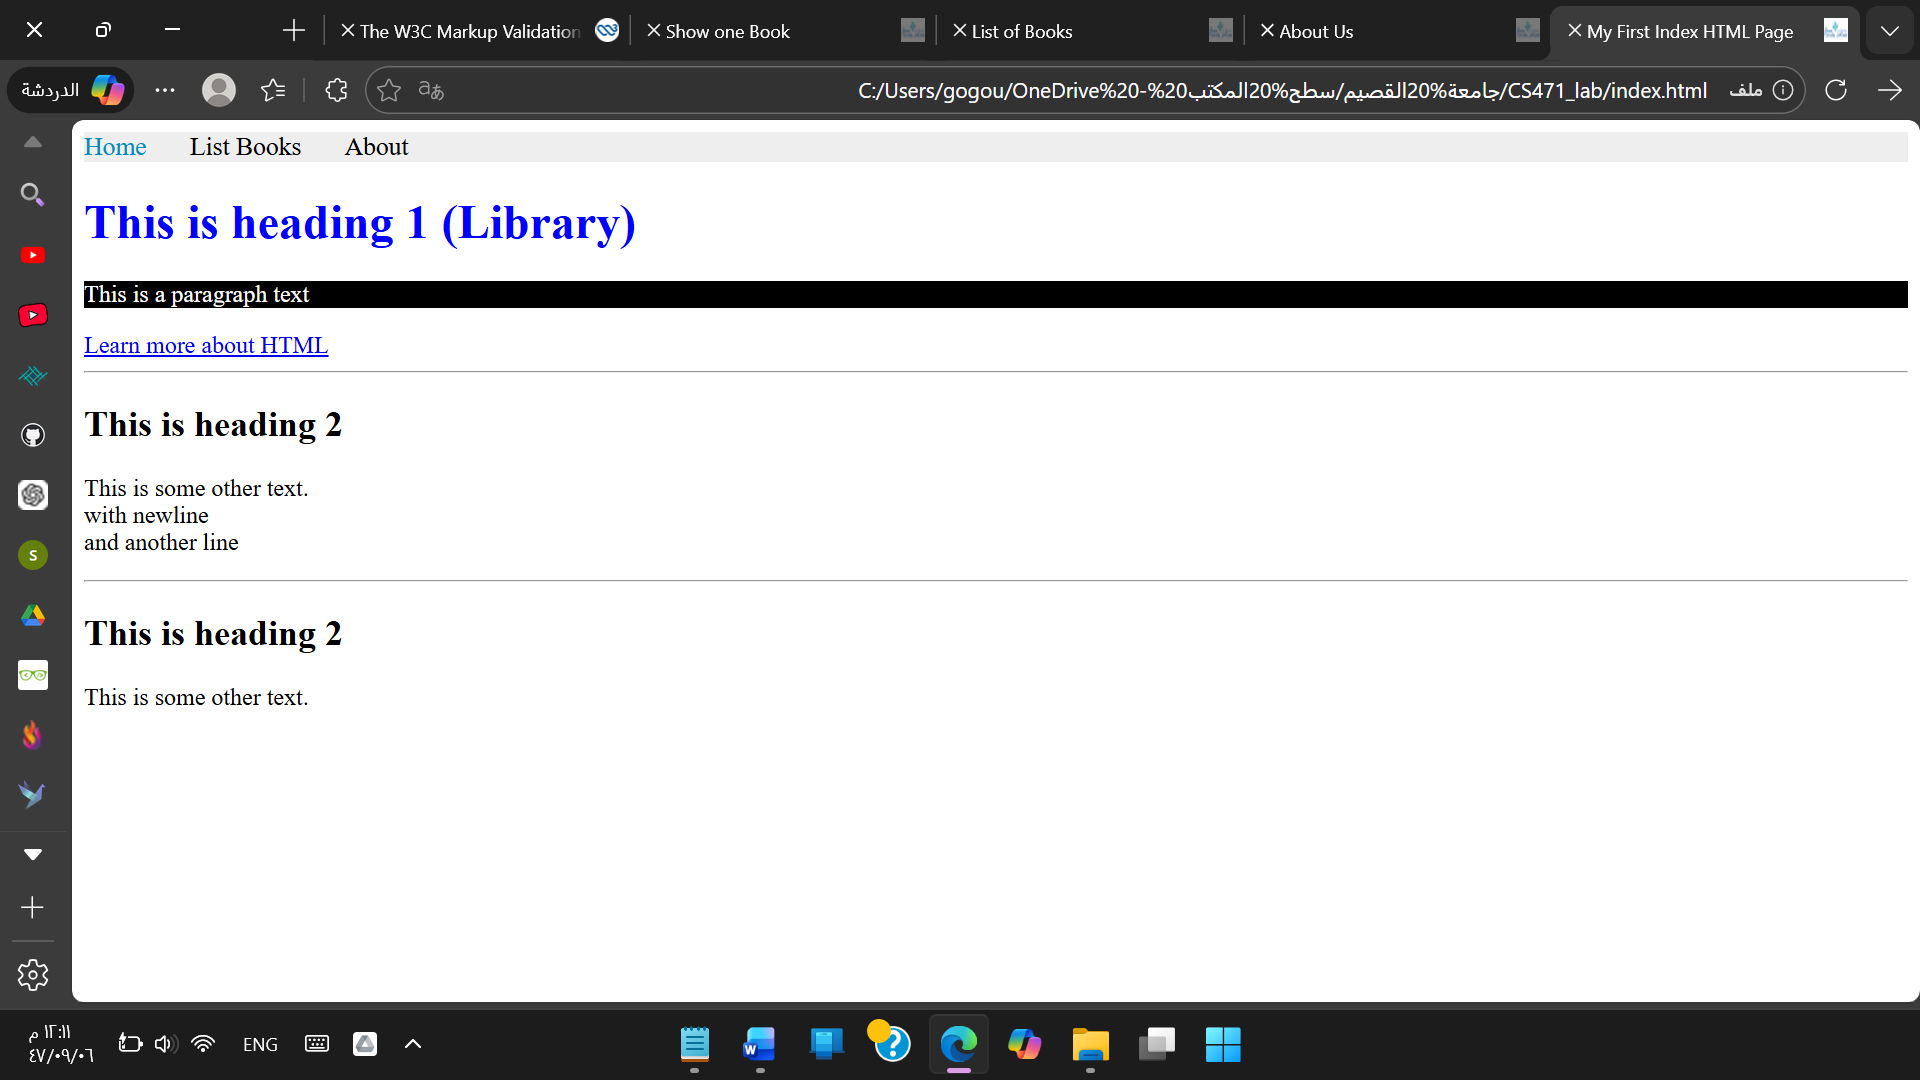 The W3C Markup Validation
Show one Book
List of Books
About Us
My First Index HTML Page
الدردشة
aあ
C:/Users/gogou/OneDrive%20-%20جامعة%20القصيم/سطح%20المكتب/CS471_lab/index.html
ملف
Home
List Books
About
This is heading 1 (Library)
This is a paragraph text
Learn more about HTML
This is heading 2
This is some other text.
with newline
and another line
This is heading 2
This is some other text.
S
١٢:١١ م
٤٧/٠٩/٠٦
ENG
W
?